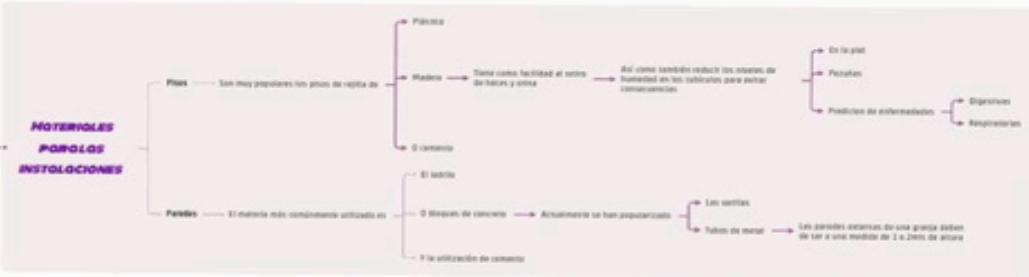 MATERIALES
PARA LAS
INSTALACIONES
Pisos
Son muy populares los pisos de rejilla de
Plástico
Madera
Tiene como facilidad al retiro
de heces y orina
Así como también reducir los niveles de
humedad en los cubículos para evitar
consecuencias
En la piel
Pezuñas
Predicion de enfermedades
Digestivas
Respiratorias
O cemento
Paredes
El materia más comúnmente utilizado es
El ladrillo
O bloques de concreto
Actualmente se han popularizado
Las varillas
Tubos de metal
Las paredes externas de una granja deben
de ser a una medida de 1 a 2mts de altura
Y la utilización de cemento